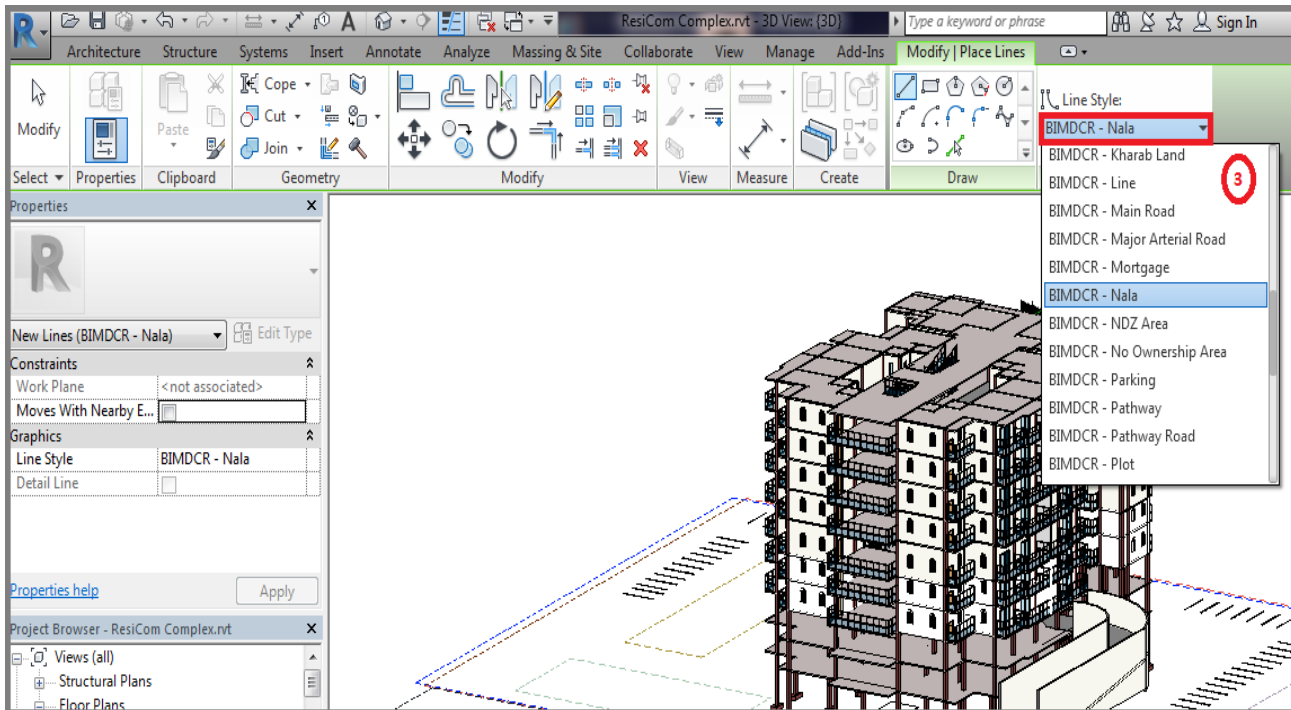 R
A
ResiCom Complex.rvt - 3D View: {3D}
Type a keyword or phrase
Sign In
Architecture Structure Systems Insert Annotate Analyze Massing & Site Collaborate View Manage Add-Ins Modify | Place Lines
Modify
Paste
Cope
Cut
Join
Line Style:
BIMDCR - Nala
Select Properties Clipboard Geometry Modify View Measure Create Draw
3
BIMDCR - Kharab Land
BIMDCR - Line
BIMDCR - Main Road
BIMDCR - Major Arterial Road
BIMDCR - Mortgage
BIMDCR - Nala
BIMDCR - NDZ Area
BIMDCR - No Ownership Area
BIMDCR - Parking
BIMDCR - Pathway
BIMDCR - Pathway Road
BIMDCR - Plot
Properties X
R
New Lines (BIMDCR - Nala) Edit Type
Constraints
Work Plane <not associated>
Moves With Nearby E...
Graphics
Line Style BIMDCR - Nala
Detail Line
Properties help Apply
Project Browser - ResiCom Complex.rvt X
Views (all)
Structural Plans
Floor Plans